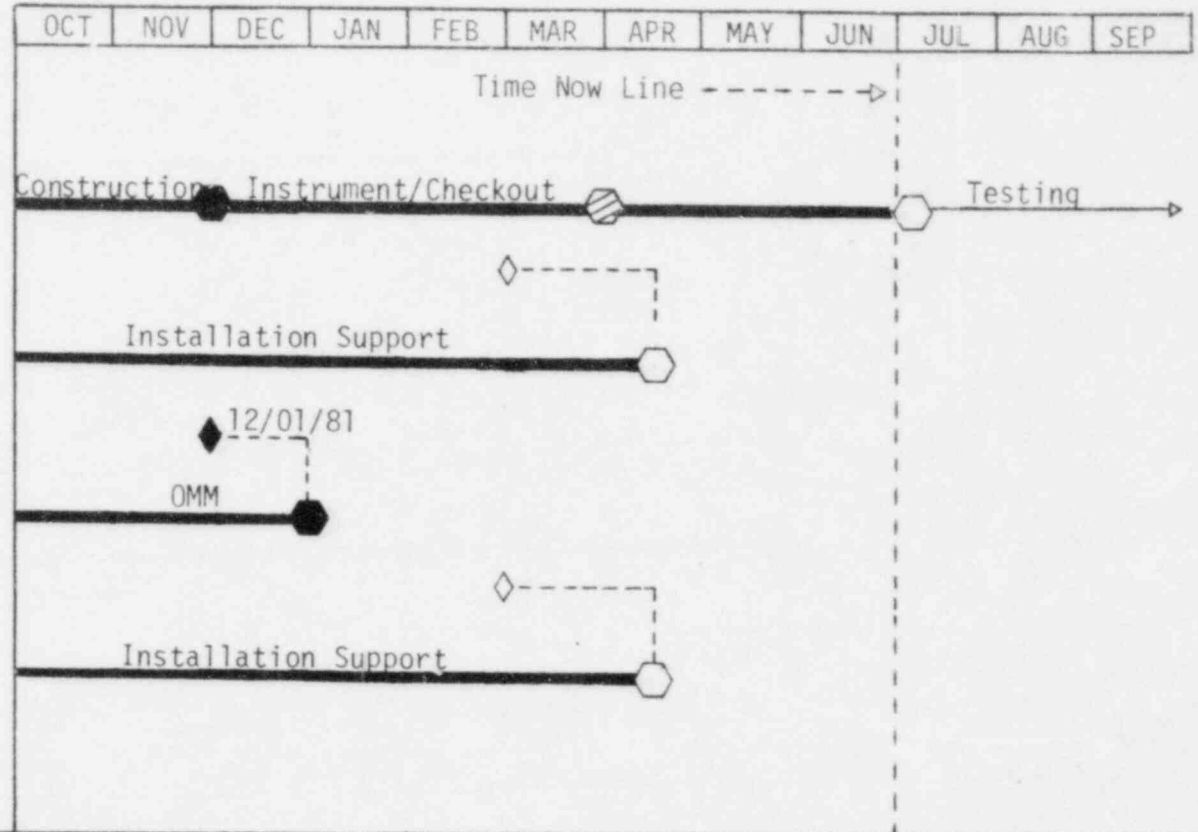 OCT NOV DEC JAN FEB MAR APR MAY JUN JUL AUG SEP
Time Now Line
Construction Instrument/Checkout Testing
Installation Support
12/01/81
OMM
Installation Support